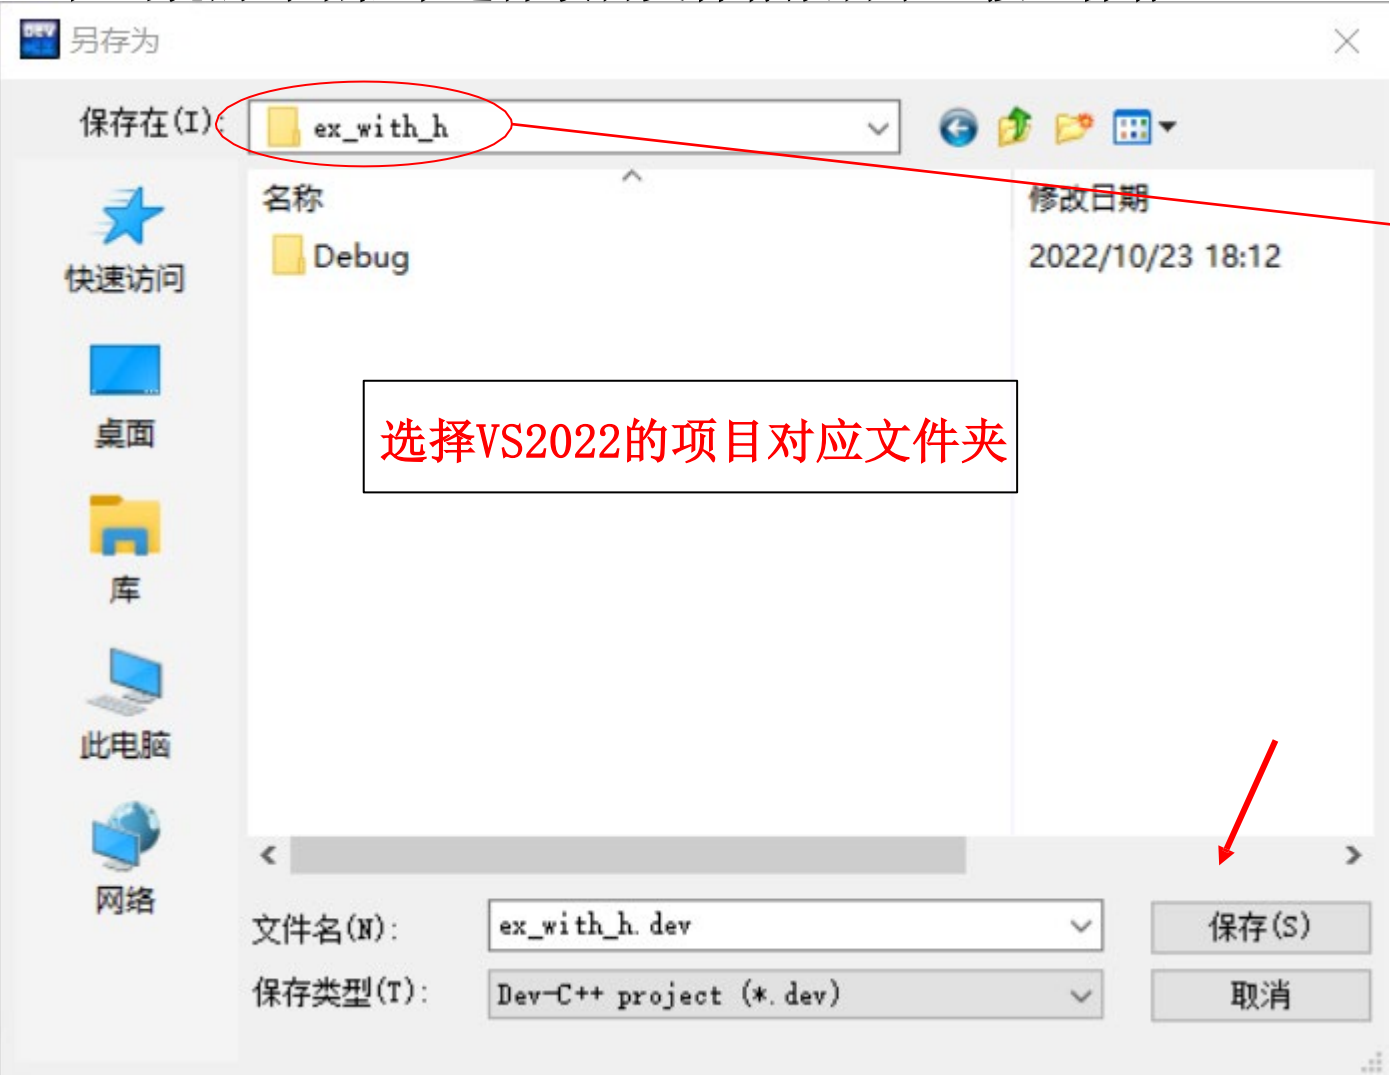 DEV
另存为
保存在(I):
ex_with_h
名称
修改日期
Debug
2022/10/23 18:12
快速访问
桌面
选择VS2022的项目对应文件夹
库
此电脑
网络
文件名(N):
ex_with_h.dev
保存(S)
保存类型(T):
Dev-C++ project (*.dev)
取消